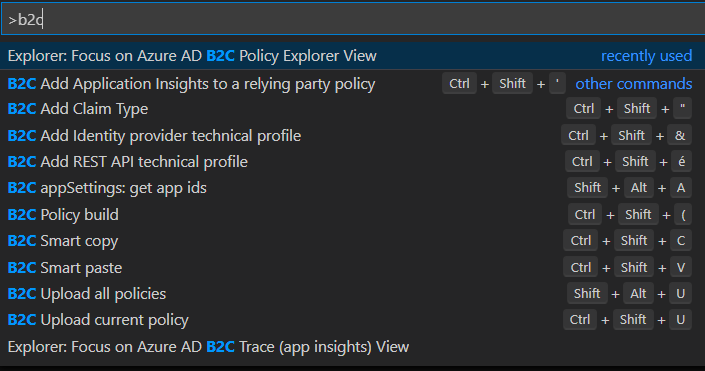 >b2c
Explorer: Focus on Azure AD B2C Policy Explorer View recently used
B2C Add Application Insights to a relying party policy Ctrl + Shift + ' other commands
B2C Add Claim Type Ctrl + Shift + "
B2C Add Identity provider technical profile Ctrl + Shift + &
B2C Add REST API technical profile Ctrl + Shift + é
B2C appSettings: get app ids Shift + Alt + A
B2C Policy build Ctrl + Shift + (
B2C Smart copy Ctrl + Shift + C
B2C Smart paste Ctrl + Shift + V
B2C Upload all policies Shift + Alt + U
B2C Upload current policy Ctrl + Shift + U
Explorer: Focus on Azure AD B2C Trace (app insights) View